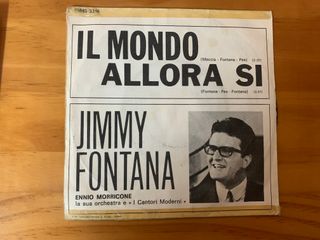 IL MONDO
(Meccia - Fontana - Pes)
ALLORA SI
(Fontana - Pes - Fontana)
JIMMY
FONTANA
ENNIO MORRICONE
la sua orchestra e « I Cantori Moderni »